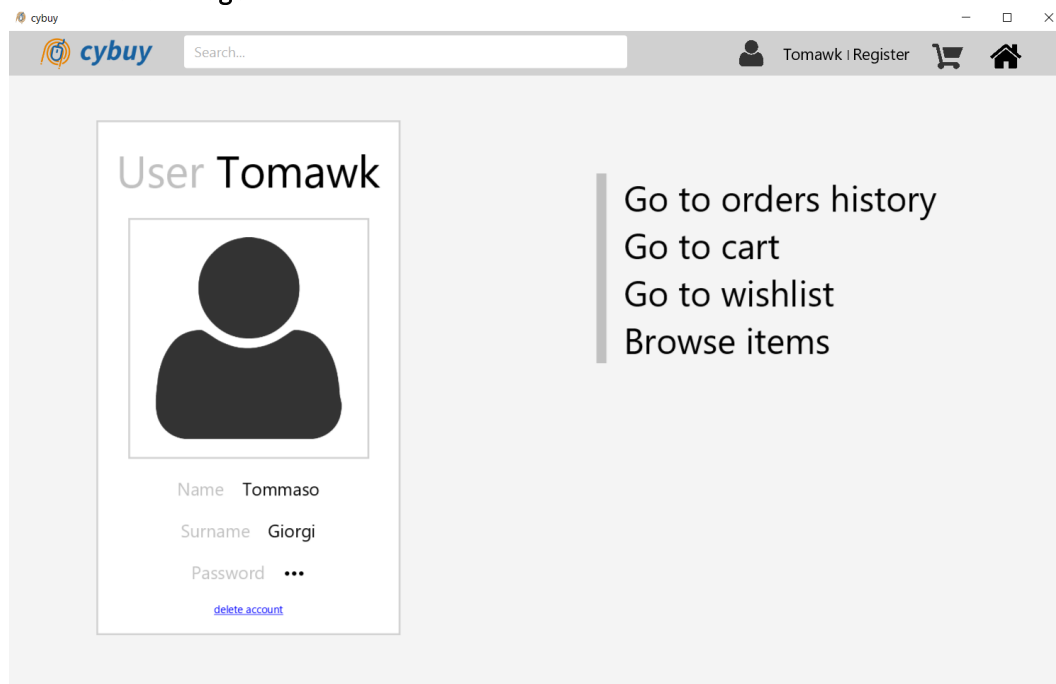 cybuy
cybuy Search... Tomawk | Register
User Tomawk
Name Tommaso
Surname Giorgi
Password •••
delete account
Go to orders history
Go to cart
Go to wishlist
Browse items